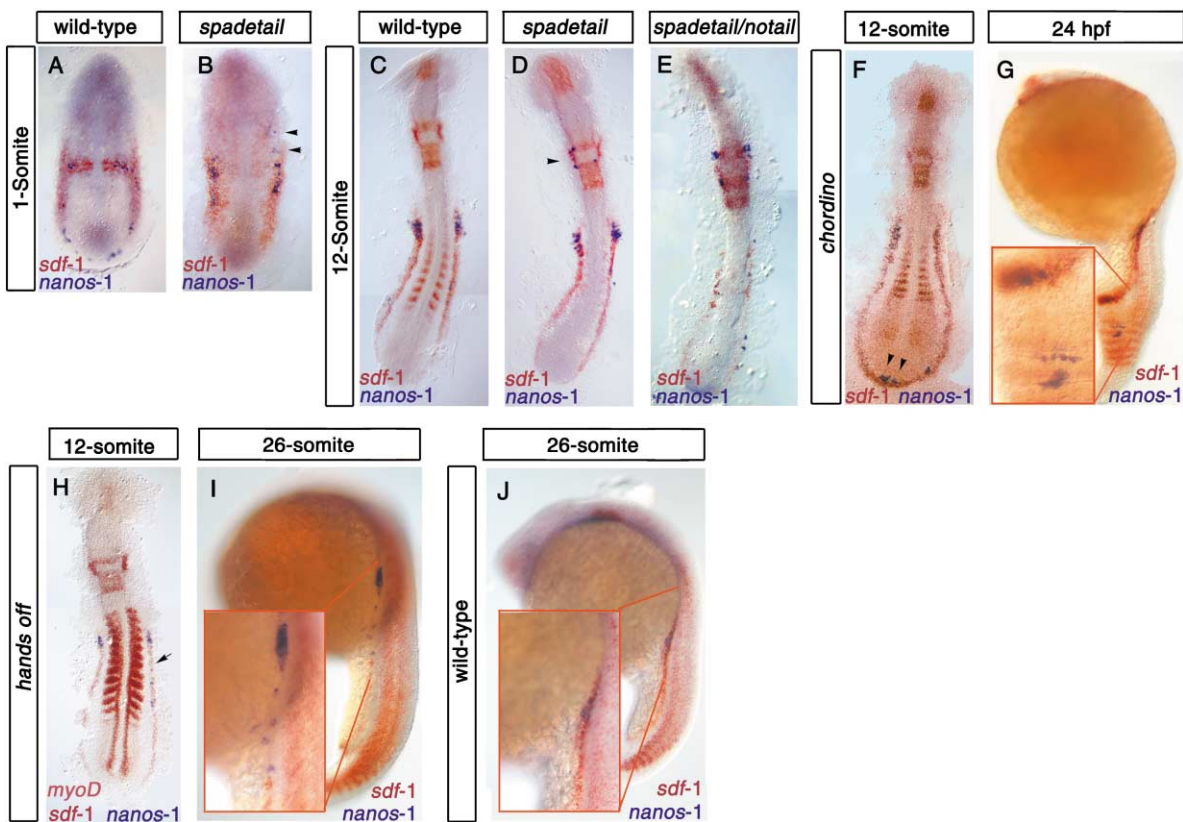 wild-type
spadetail
wild-type
spadetail
spadetail/notail
12-somite
24 hpf
1-Somite
A
sdf-1
nanos-1
B
sdf-1
nanos-1
12-Somite
C
sdf-1
nanos-1
D
sdf-1
nanos-1
E
sdf-1
nanos-1
chordino
F
sdf-1 nanos-1
G
sdf-1
nanos-1
12-somite
26-somite
26-somite
hands off
H
myoD
sdf-1 nanos-1
I
sdf-1
nanos-1
wild-type
J
sdf-1
nanos-1